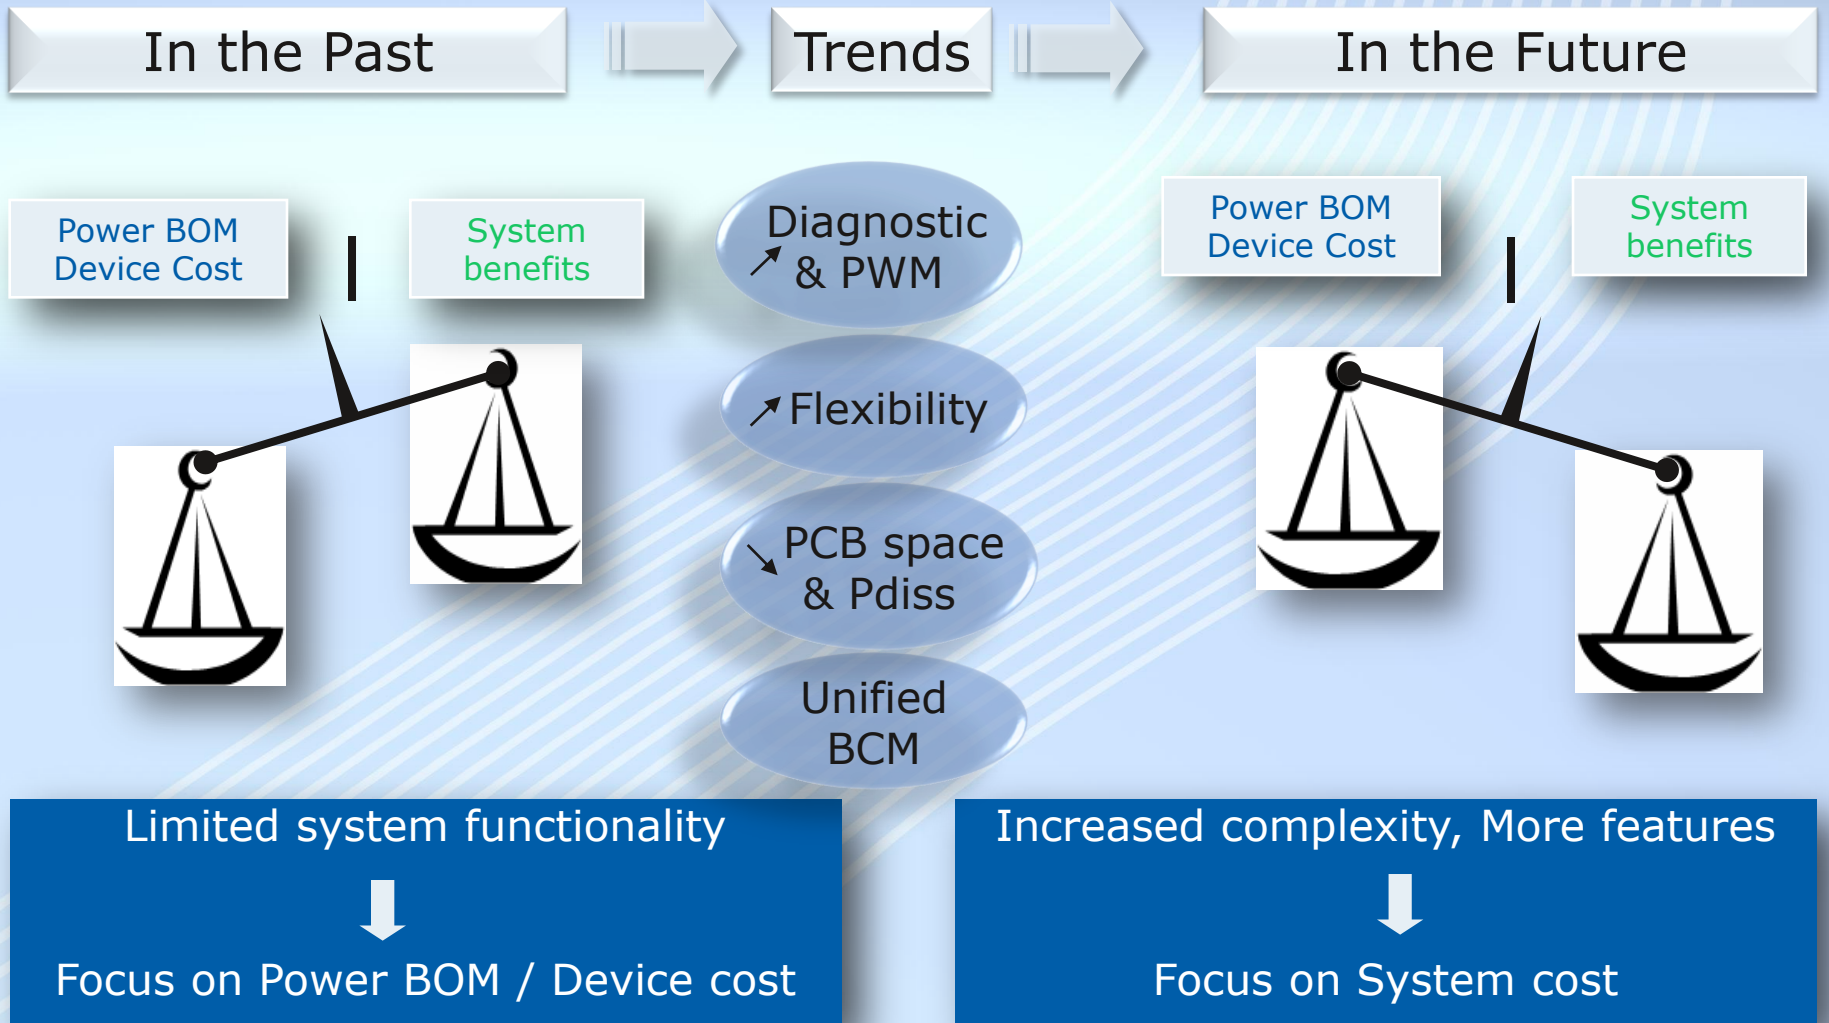 In the Past
Trends
In the Future
Power BOM
Device Cost
System
benefits
↗ Diagnostic
& PWM
↗ Flexibility
↘ PCB space
& Pdiss
Unified
BCM
Power BOM
Device Cost
System
benefits
Limited system functionality
Focus on Power BOM / Device cost
Increased complexity, More features
Focus on System cost